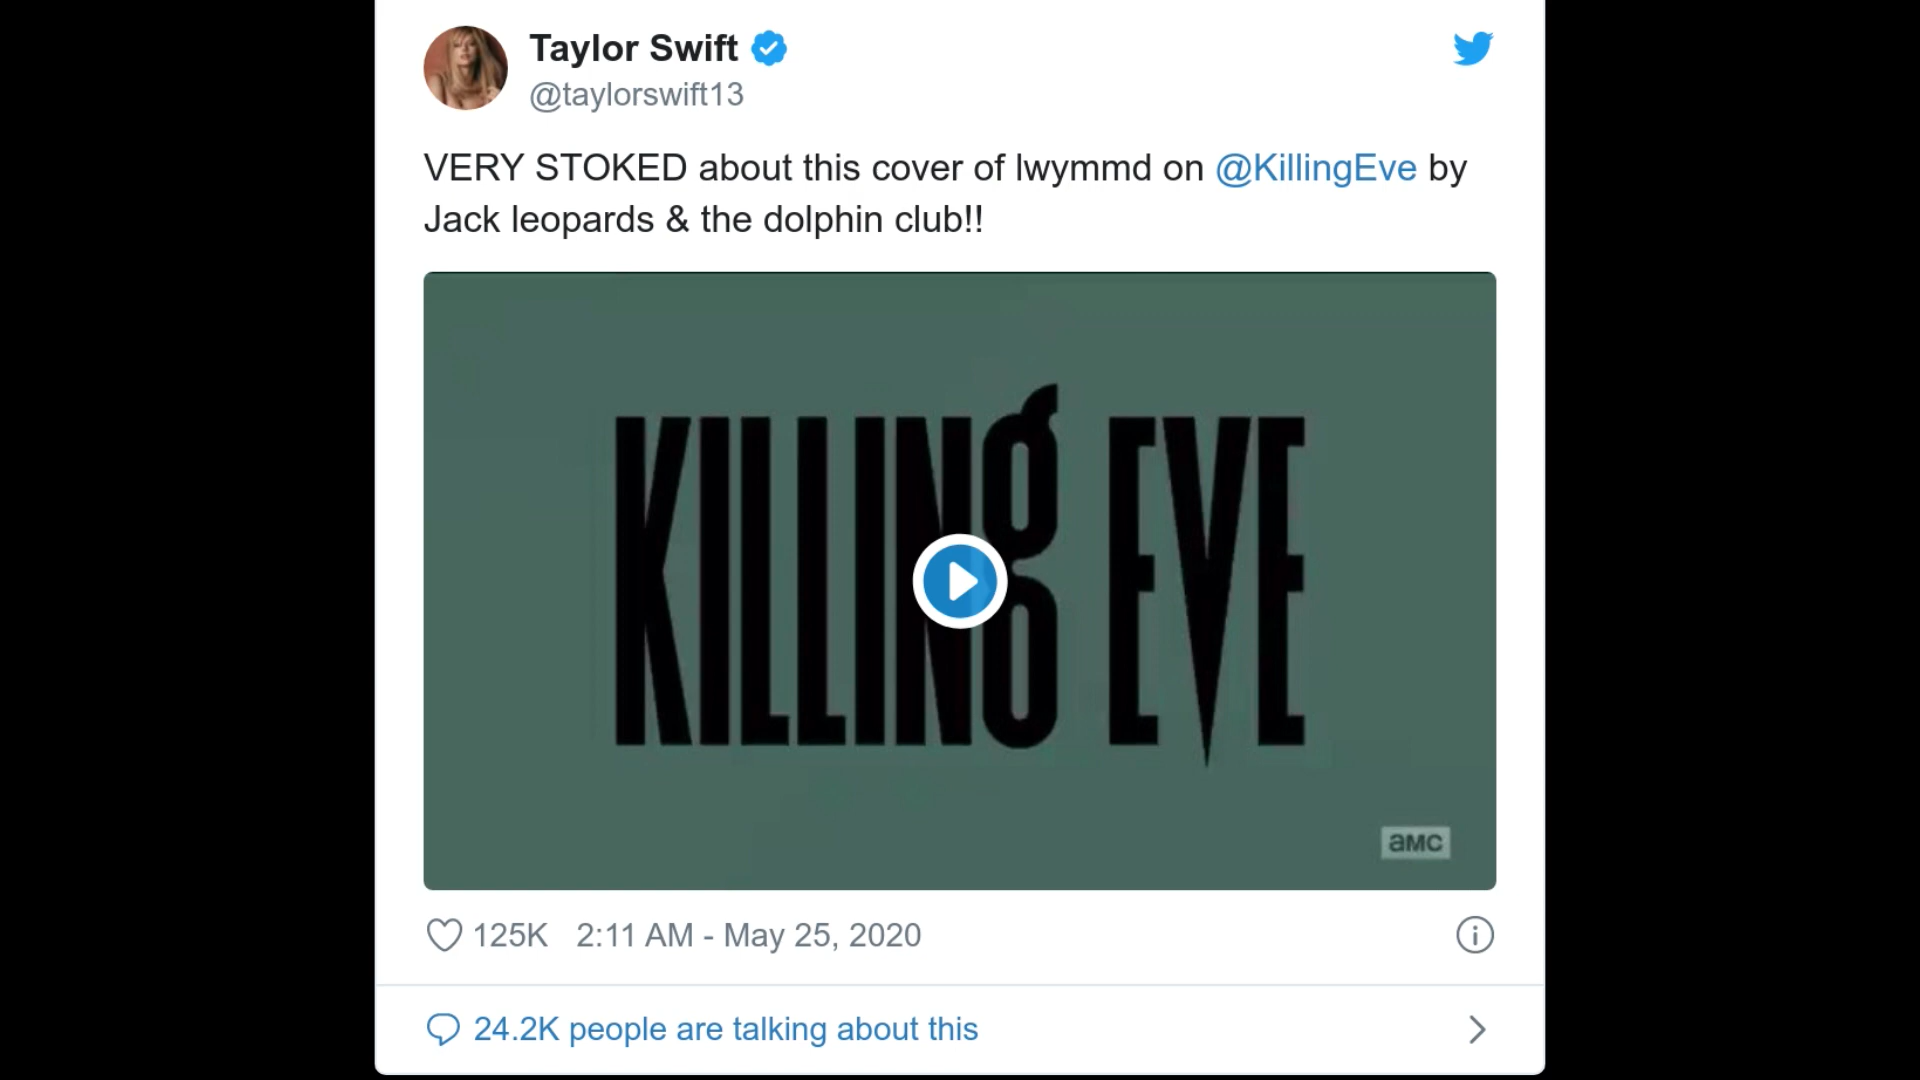 Taylor Swift
@taylorswift13
VERY STOKED about this cover of lwymmd on @KillingEve by
Jack leopards & the dolphin club!!
KILLINg EVE
aMC
125K 2:11 AM - May 25, 2020
24.2K people are talking about this